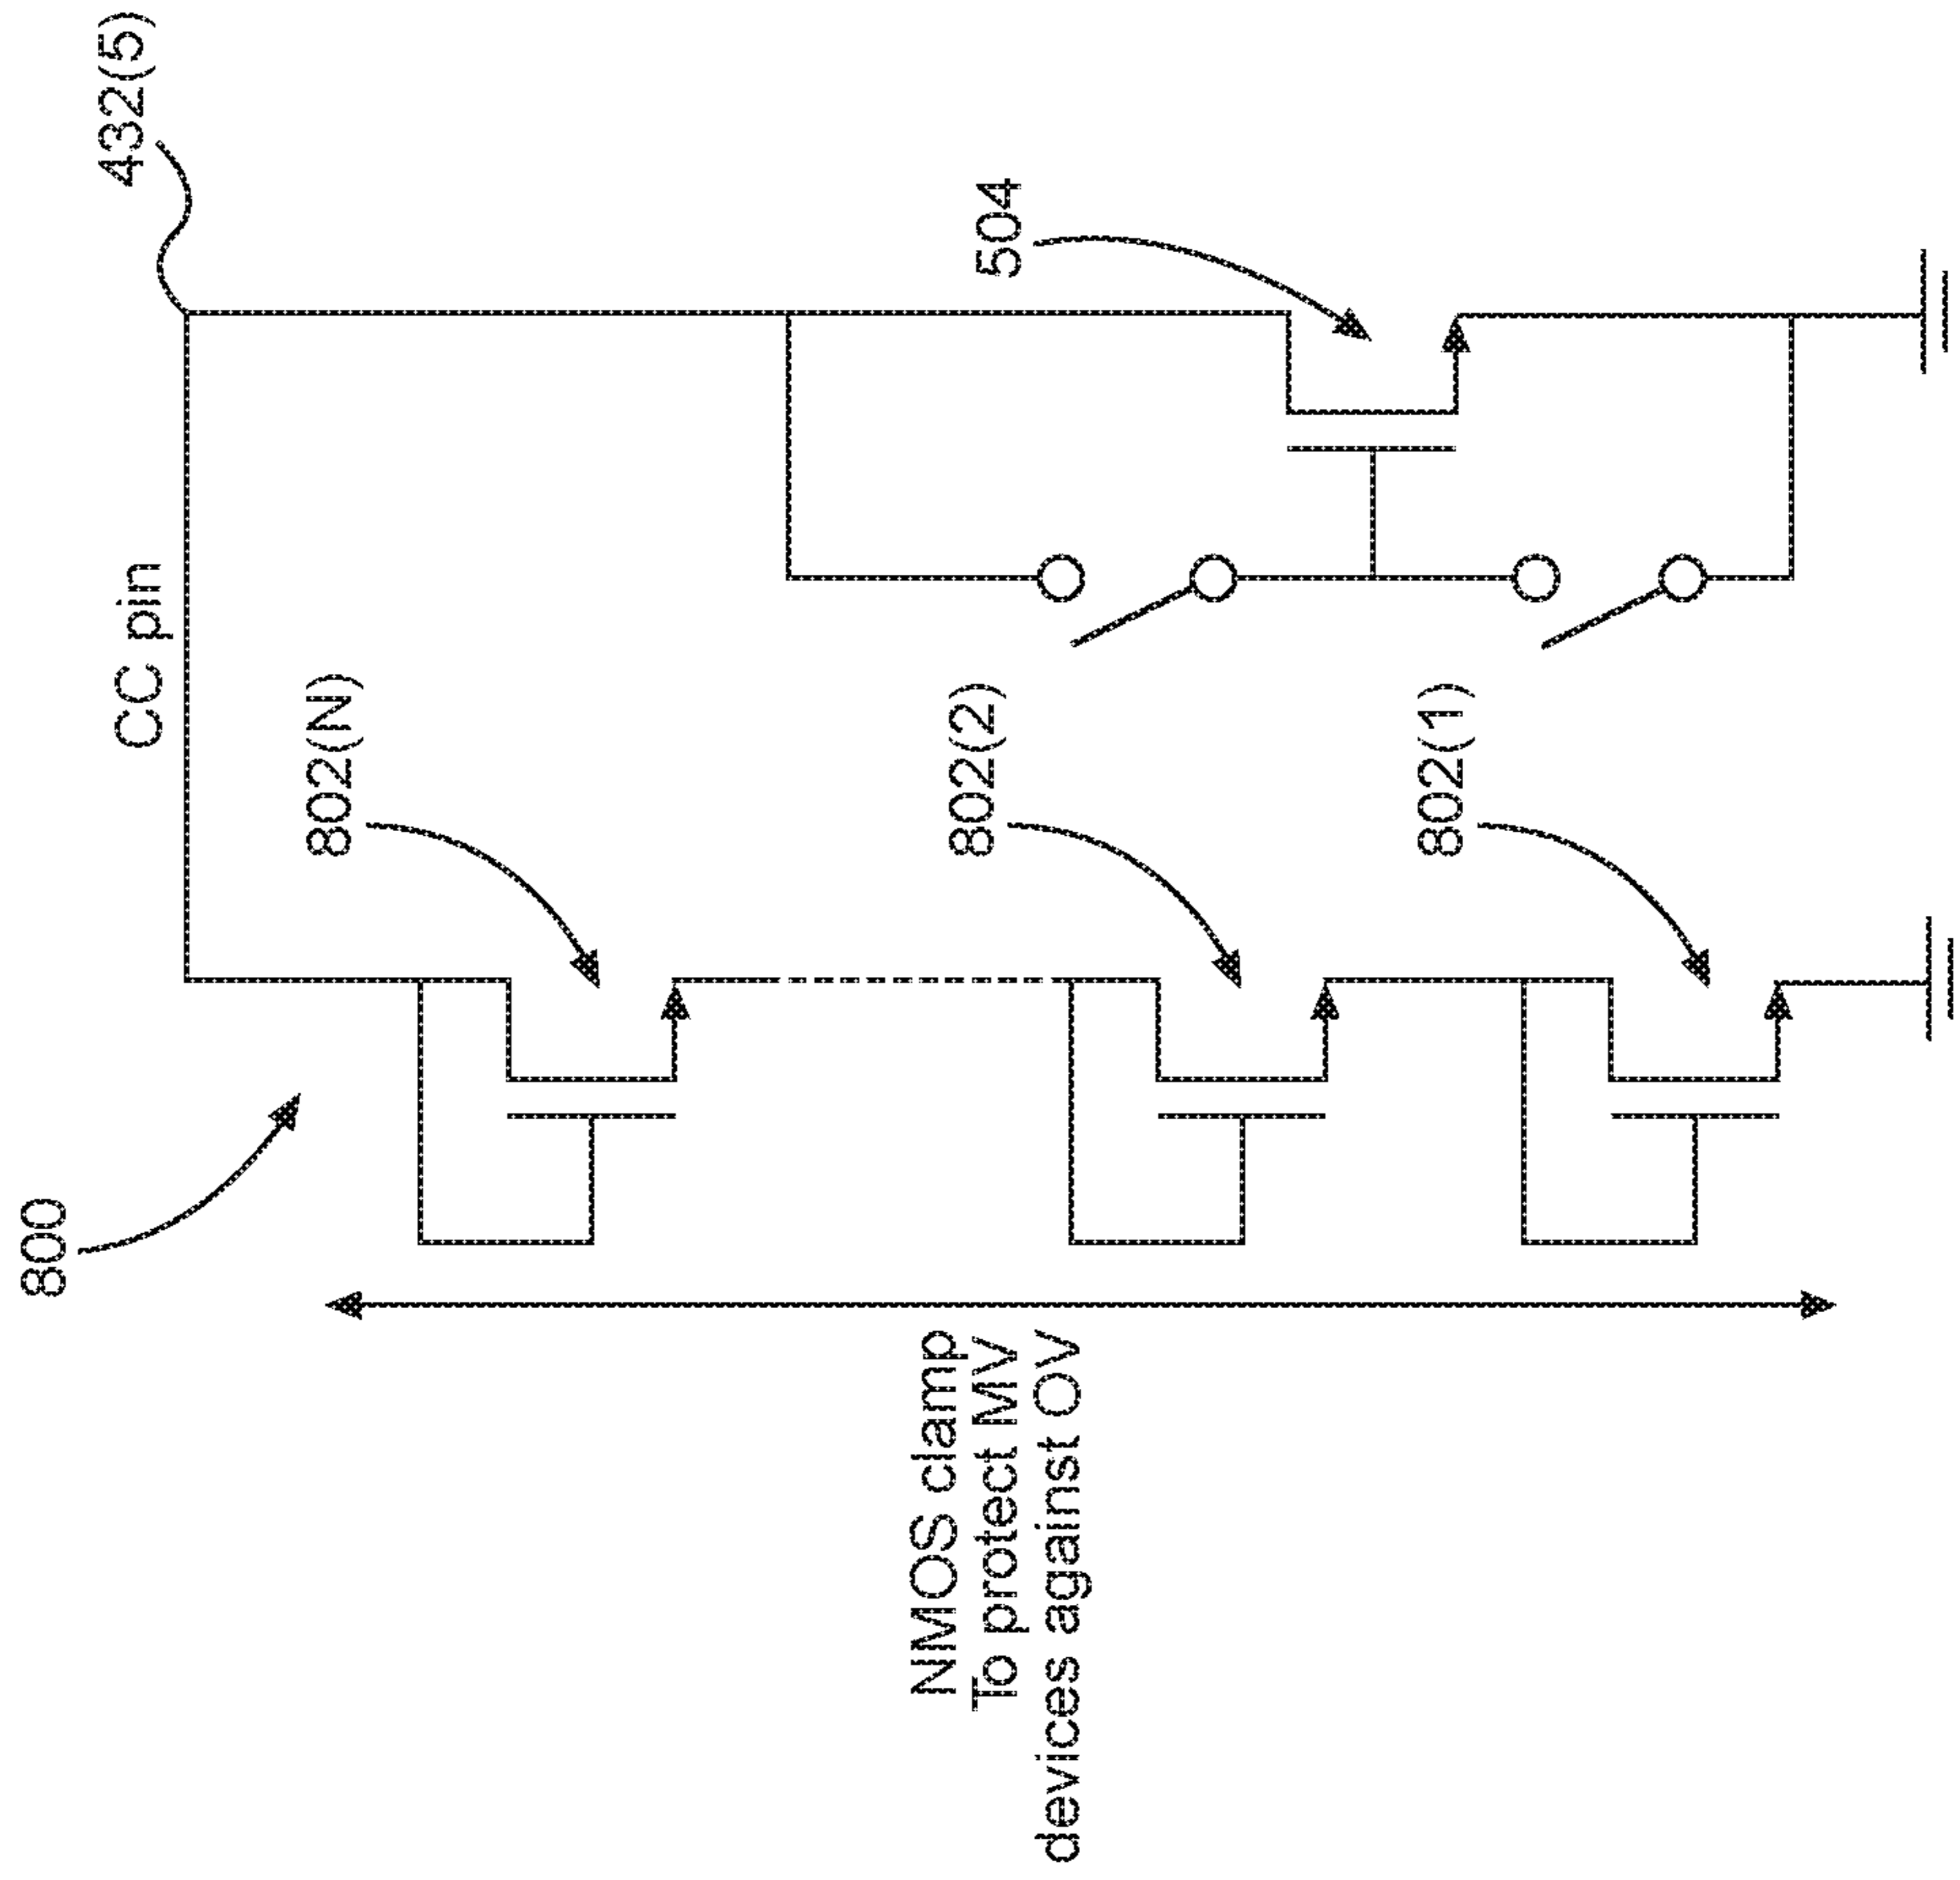 432(5)
CC pin
504
802(N)
802(2)
802(1)
800
NMOS clamp
To protect MV
devices against OV